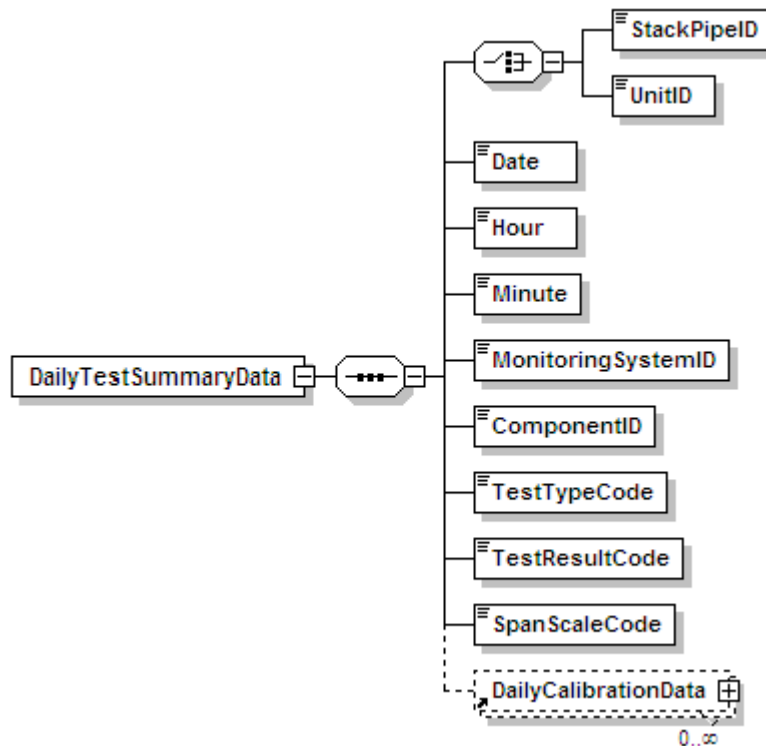 StackPipeID
UnitID
Date
Hour
Minute
MonitoringSystemID
DailyTestSummaryData
ComponentID
TestTypeCode
TestResultCode
SpanScaleCode
DailyCalibrationData
0..∞